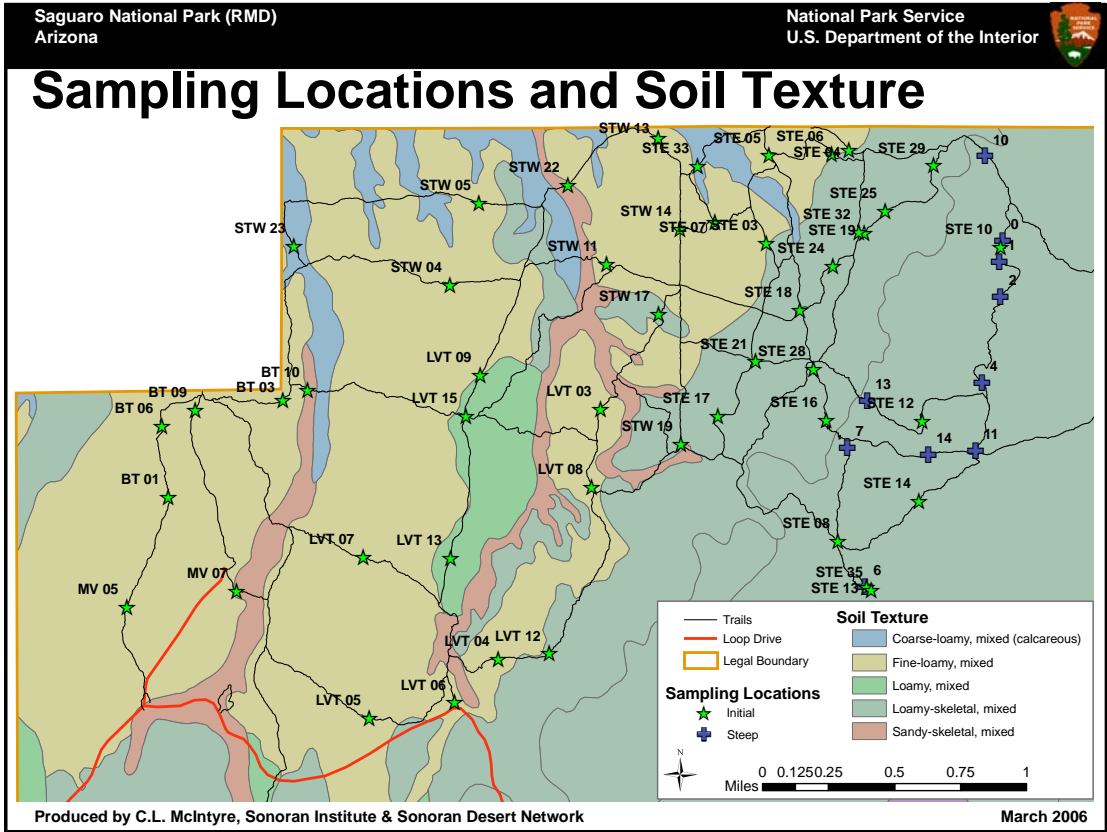 Saguaro National Park (RMD)
Arizona
National Park Service
U.S. Department of the Interior
NATIONAL
PARK
SERVICE
Sampling Locations and Soil Texture
STW 13
STE 33
STE 05
STE 06
STE 04
STE 29
10
STW 22
STW 05
STE 25
STW 23
STW 14
STE 07
STE 03
STE 32
STE 19
STE 10
0
1
STW 11
STE 24
STW 04
2
STW 17
STE 18
LVT 09
STE 21
STE 28
4
BT 10
BT 03
BT 09
BT 06
LVT 15
LVT 03
STE 17
STE 16
13
STE 12
STW 19
7
14
11
BT 01
LVT 08
STE 14
STE 08
LVT 07
LVT 13
MV 05
MV 07
STE 35
6
STE 13
LVT 04
LVT 12
LVT 05
LVT 06
Trails
Loop Drive
Legal Boundary
Sampling Locations
Initial
Steep
Soil Texture
Coarse-loamy, mixed (calcareous)
Fine-loamy, mixed
Loamy, mixed
Loamy-skeletal, mixed
Sandy-skeletal, mixed
N
Miles
0 0.125 0.25 0.5 0.75 1
Produced by C.L. McIntyre, Sonoran Institute & Sonoran Desert Network
March 2006